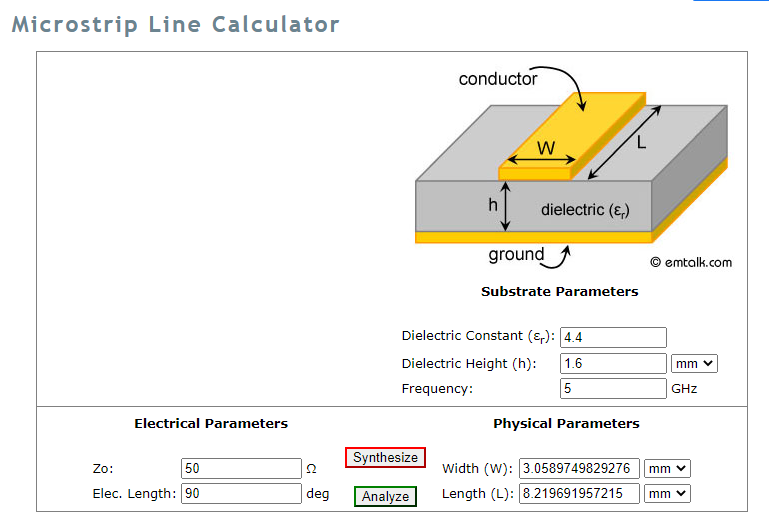 Microstrip Line Calculator
conductor
W
L
h
dielectric (εr)
ground
© emtalk.com
Substrate Parameters
Dielectric Constant (εr): 4.4
Dielectric Height (h): 1.6 mm
Frequency: 5 GHz
Electrical Parameters
Physical Parameters
Synthesize
Zo: 50 Ω
Width (W): 3.0589749829276 mm
Elec. Length: 90 deg
Analyze
Length (L): 8.219691957215 mm